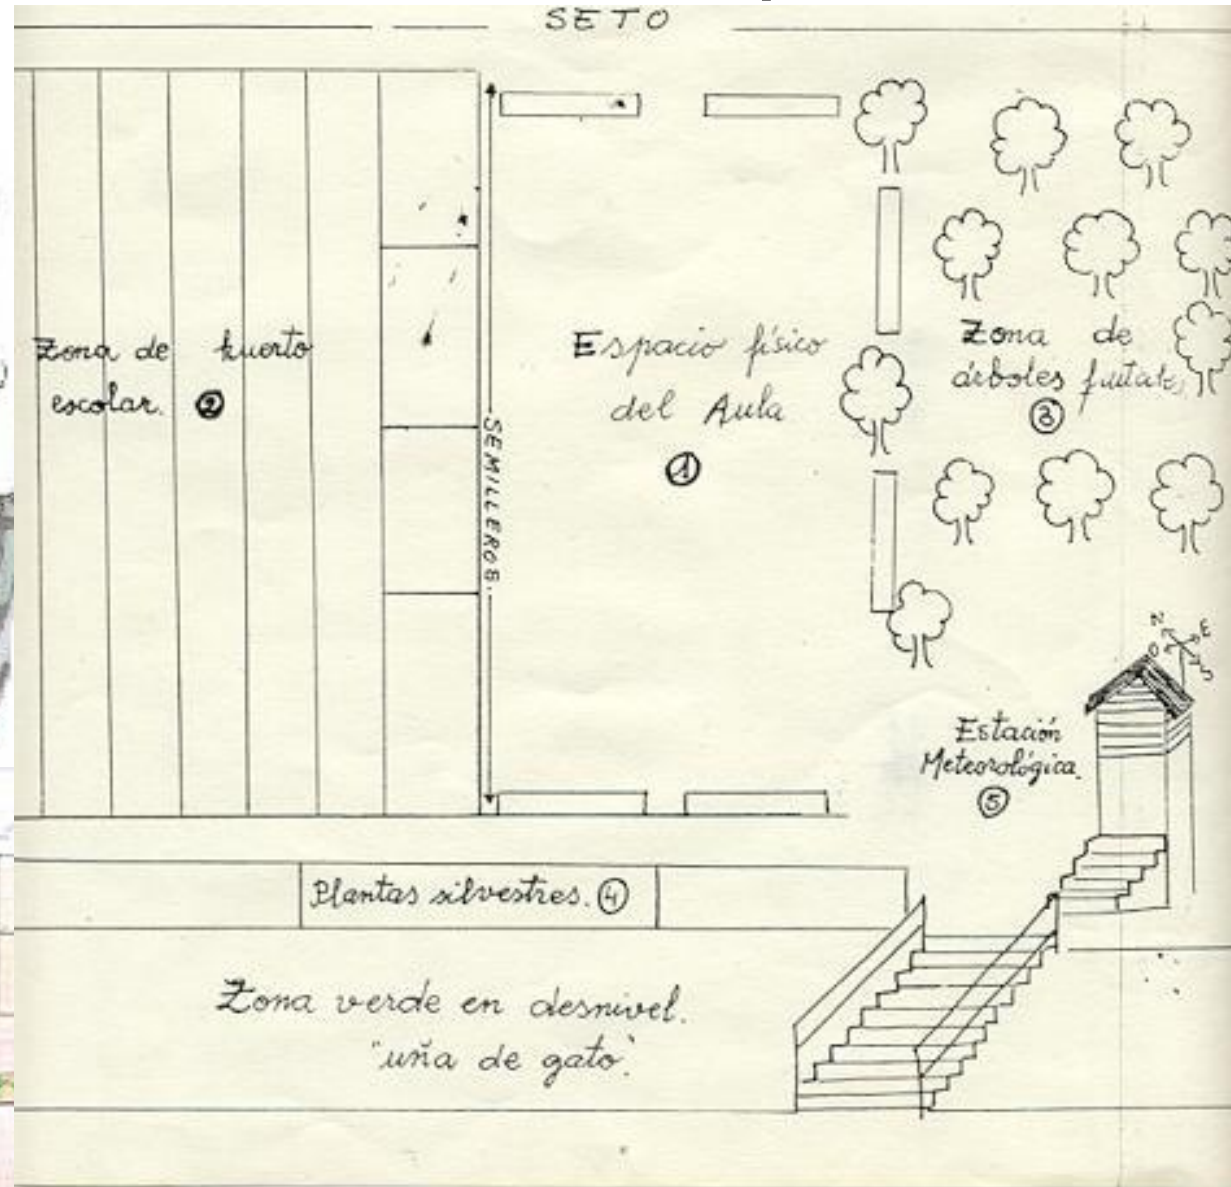 SETO
Zona de huerto
escolar. 2
SEMILLEROS.
Espacio físico
del Aula
1
Zona de
árboles frutales
3
N
E
O
S
Estación
Meteorológica.
5
Plantas silvestres. 4
Zona verde en desnivel.
"uña de gato".